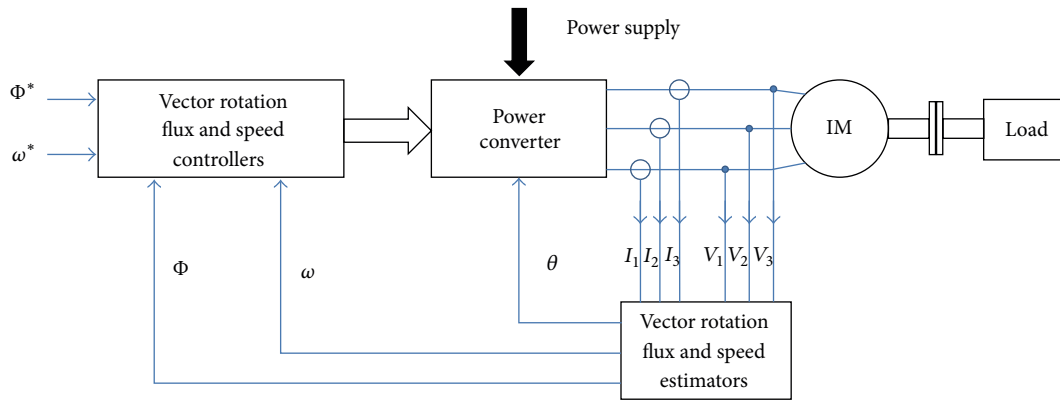 Power supply
Φ*
ω*
Vector rotation
flux and speed
controllers
Power
converter
IM
Load
Φ
ω
θ
I₁ I₂ I₃ V₁ V₂ V₃
Vector rotation
flux and speed
estimators